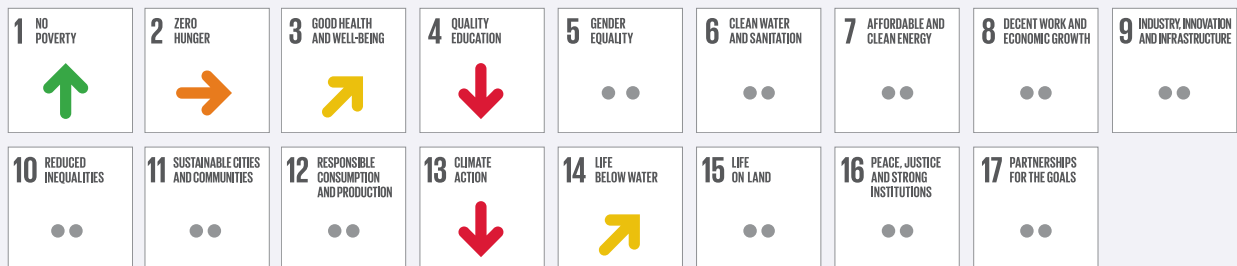 1 NO
POVERTY
2 ZERO
HUNGER
3 GOOD HEALTH
AND WELL-BEING
4 QUALITY
EDUCATION
5 GENDER
EQUALITY
6 CLEAN WATER
AND SANITATION
7 AFFORDABLE AND
CLEAN ENERGY
8 DECENT WORK AND
ECONOMIC GROWTH
9 INDUSTRY, INNOVATION
AND INFRASTRUCTURE
10 REDUCED
INEQUALITIES
11 SUSTAINABLE CITIES
AND COMMUNITIES
12 RESPONSIBLE
CONSUMPTION
AND PRODUCTION
13 CLIMATE
ACTION
14 LIFE
BELOW WATER
15 LIFE
ON LAND
16 PEACE, JUSTICE
AND STRONG
INSTITUTIONS
17 PARTNERSHIPS
FOR THE GOALS